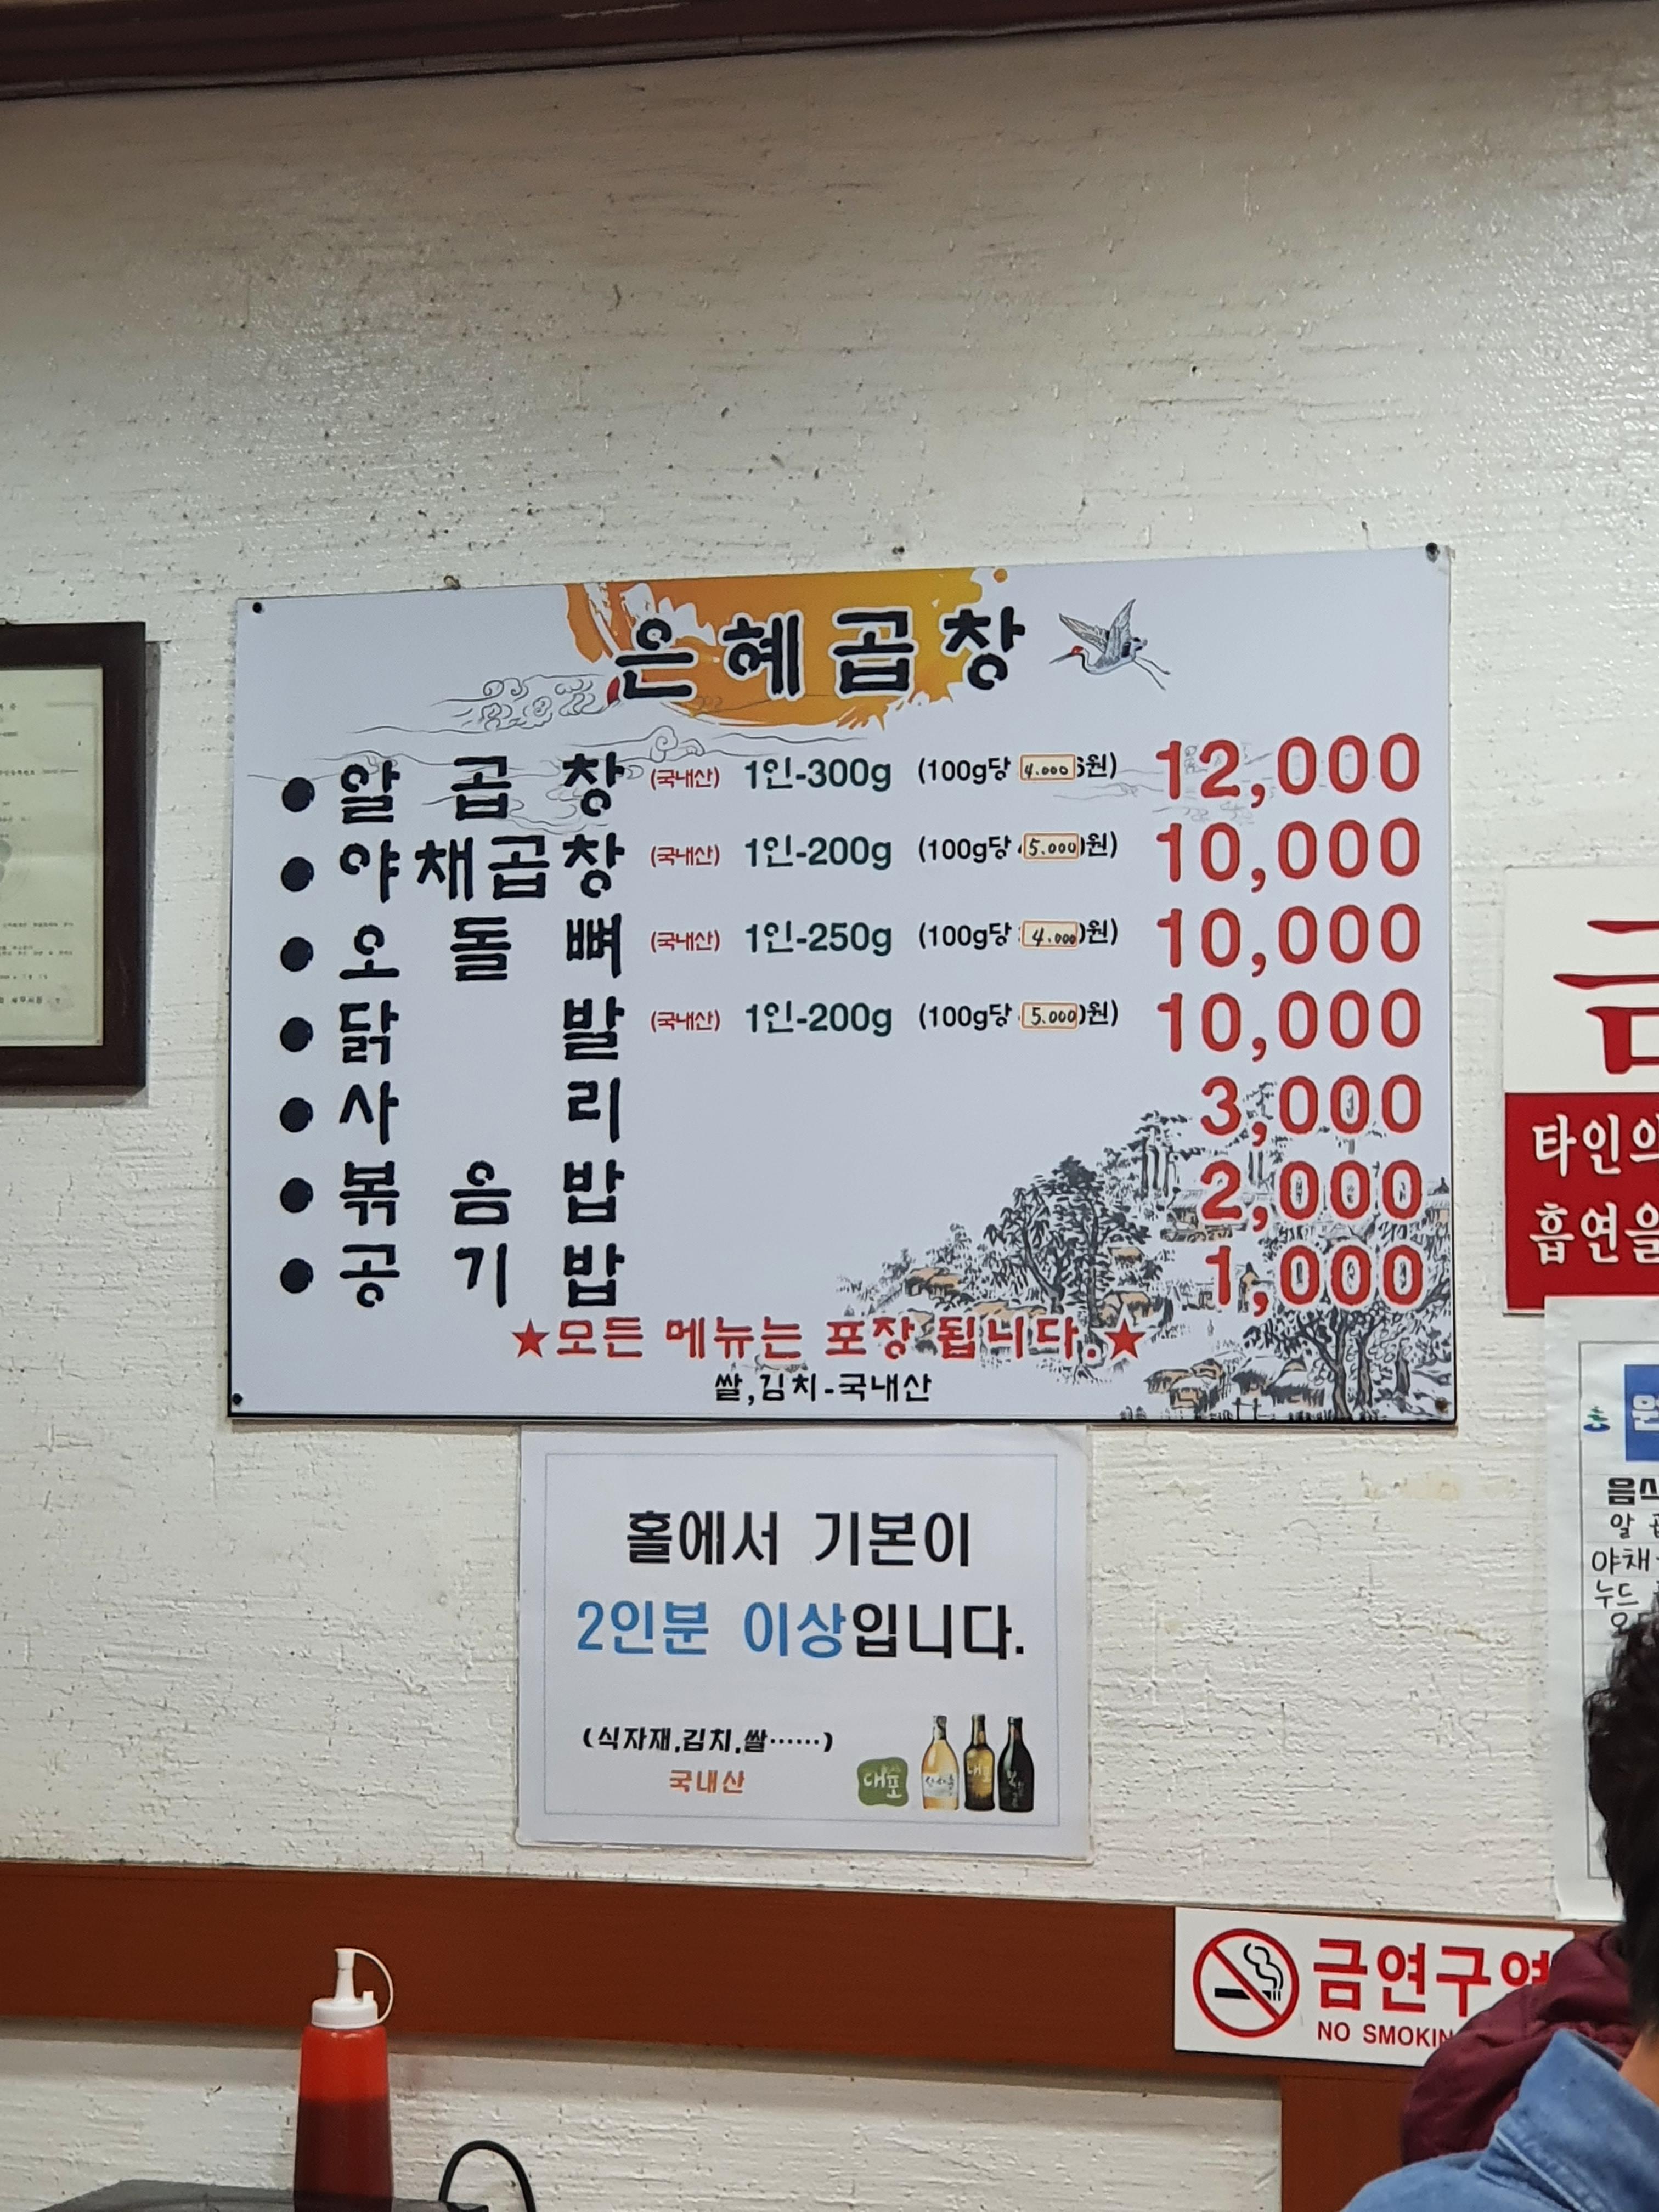 은혜곱창
● 알곱창 (국내산) 1인-300g (100g당 4.000원) 12,000
● 야채곱창 (국내산) 1인-200g (100g당 5.000원) 10,000
● 오돌뼈 (국내산) 1인-250g (100g당 4.000원) 10,000
● 닭발 (국내산) 1인-200g (100g당 5.000원) 10,000
● 사리 3,000
● 볶음밥 2,000
● 공기밥 1,000
★모든 메뉴는 포장 됩니다.★
쌀,김치-국내산
홀에서 기본이
2인분 이상입니다.
(식자재,김치,쌀……)
국내산
대포
금
타인의
흡연을
야채
누드
금연구역
NO SMOKIN